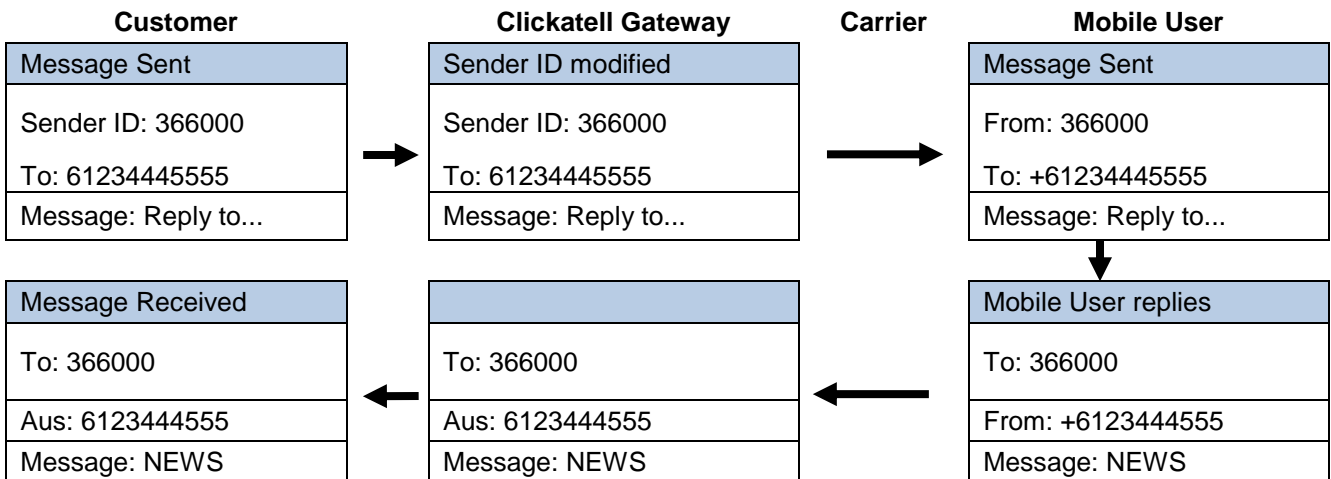 Customer Clickatell Gateway Carrier Mobile User
Message Sent
Sender ID: 366000
To: 61234445555
Message: Reply to...
Sender ID modified
Sender ID: 366000
To: 61234445555
Message: Reply to...
Message Sent
From: 366000
To: +61234445555
Message: Reply to...
Message Received
To: 366000
Aus: 6123444555
Message: NEWS
To: 366000
Aus: 6123444555
Message: NEWS
Mobile User replies
To: 366000
From: +6123444555
Message: NEWS